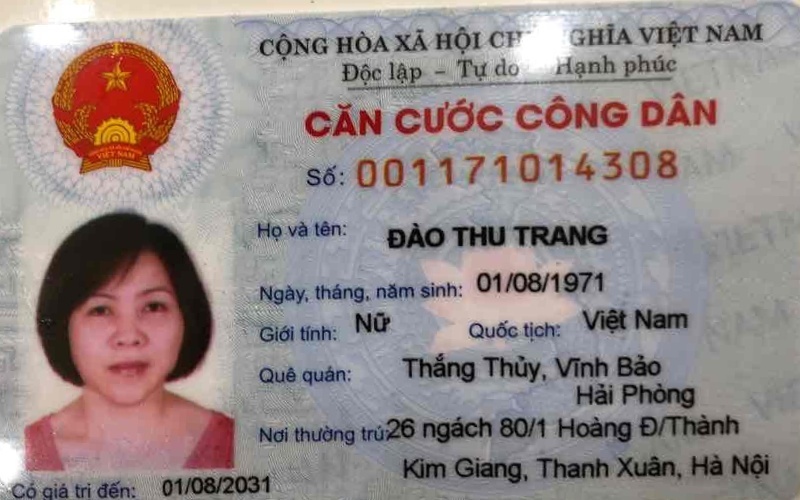 CỘNG HÒA XÃ HỘI CH NGHĨA VIỆT NAM
Độc lập - Tự do Hạnh phúc
CĂN CƯỚC CÔNG DÂN
Số: 001171014308
Họ và tên: ĐÀO THU TRANG
Ngày, tháng, năm sinh: 01/08/1971
Giới tính: Nữ Quốc tịch: Việt Nam
Quê quán: Thắng Thủy, Vĩnh Bảo
Hải Phòng
Nơi thường trú: 26 ngách 80/1 Hoàng Đ/Thành
Kim Giang, Thanh Xuân, Hà Nội
Có giá trị đến: 01/08/2031
VIỆT NAM